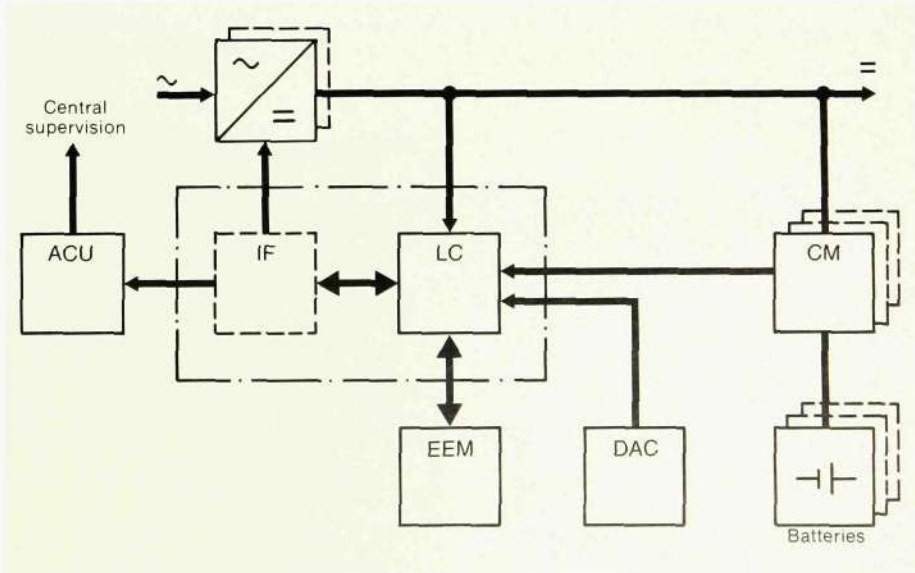 ~
=
~
=
Central
supervision
ACU
IF
LC
CM
EEM
DAC
Batteries